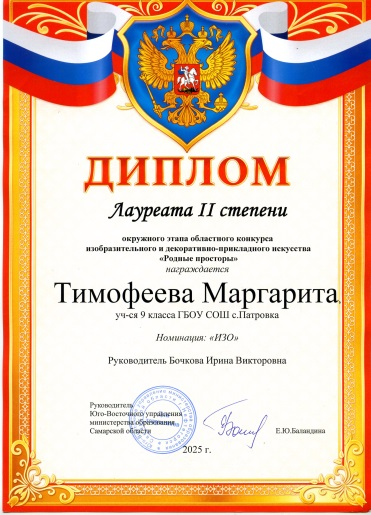 ДИПЛОМ
Лауреата II степени
окружного этапа областного конкурса
изобразительного и декоративно-прикладного искусства
«Родные просторы»
награждается
Тимофеева Маргарита,
уч-ся 9 класса ГБОУ СОШ с.Патровка
Номинация: «ИЗО»
Руководитель Бочкова Ирина Викторовна
Руководитель
Юго-Восточного управления
министерства образования
Самарской области
Е.Ю.Баландина
2025 г.